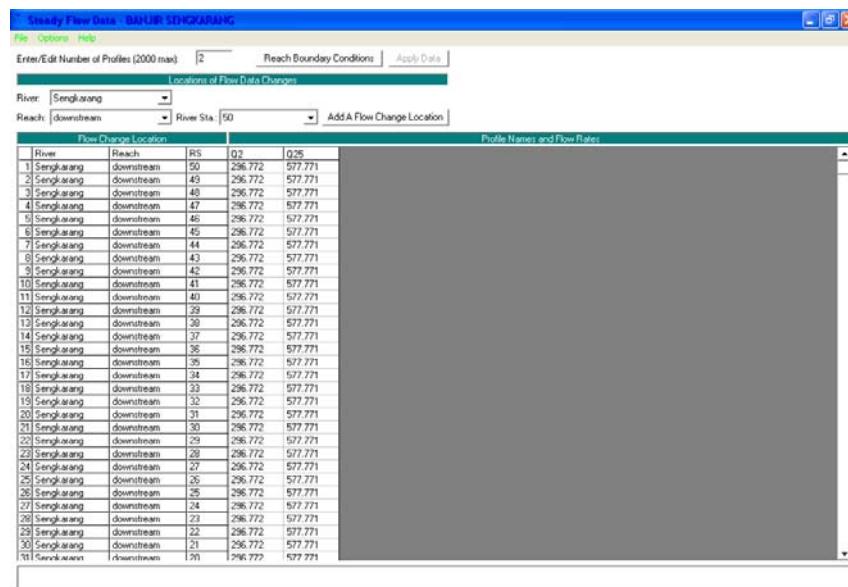 Steady Flow Data - BANJIR SENGKARANG
File Options Help
Enter/Edit Number of Profiles (2000 max): 2 Reach Boundary Conditions Apply Data
Locations of Flow Data Changes
River: Sengkarang
Reach: downstream River Sta.: 50 Add A Flow Change Location
Flow Change Location Profile Names and Flow Rates
River Reach RS Q2 Q25
1 Sengkarang downstream 50 296.772 577.771
2 Sengkarang downstream 49 296.772 577.771
3 Sengkarang downstream 48 296.772 577.771
4 Sengkarang downstream 47 296.772 577.771
5 Sengkarang downstream 46 296.772 577.771
6 Sengkarang downstream 45 296.772 577.771
7 Sengkarang downstream 44 296.772 577.771
8 Sengkarang downstream 43 296.772 577.771
9 Sengkarang downstream 42 296.772 577.771
10 Sengkarang downstream 41 296.772 577.771
11 Sengkarang downstream 40 296.772 577.771
12 Sengkarang downstream 39 296.772 577.771
13 Sengkarang downstream 38 296.772 577.771
14 Sengkarang downstream 37 296.772 577.771
15 Sengkarang downstream 36 296.772 577.771
16 Sengkarang downstream 35 296.772 577.771
17 Sengkarang downstream 34 296.772 577.771
18 Sengkarang downstream 33 296.772 577.771
19 Sengkarang downstream 32 296.772 577.771
20 Sengkarang downstream 31 296.772 577.771
21 Sengkarang downstream 30 296.772 577.771
22 Sengkarang downstream 29 296.772 577.771
23 Sengkarang downstream 28 296.772 577.771
24 Sengkarang downstream 27 296.772 577.771
25 Sengkarang downstream 26 296.772 577.771
26 Sengkarang downstream 25 296.772 577.771
27 Sengkarang downstream 24 296.772 577.771
28 Sengkarang downstream 23 296.772 577.771
29 Sengkarang downstream 22 296.772 577.771
30 Sengkarang downstream 21 296.772 577.771
31 Sengkarang downstream 20 296.772 577.771